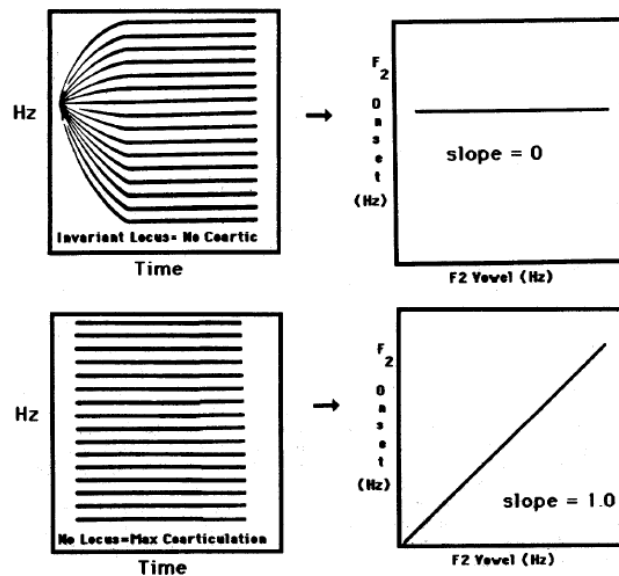 Hz
Invariant Locus= No Coartic
Time
F2 Onset (Hz)
slope = 0
F2 Vowel (Hz)
Hz
No Locus=Max Coarticulation
Time
F2 Onset (Hz)
slope = 1.0
F2 Vowel (Hz)